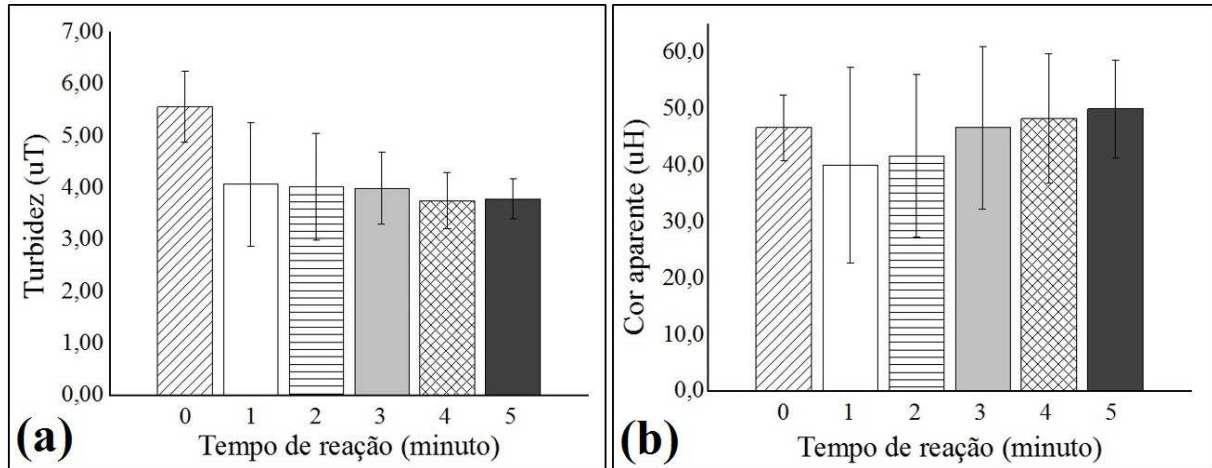 7,00
6,00
5,00
4,00
3,00
2,00
1,00
0,00
Turbidez (uT)
0 1 2 3 4 5
Tempo de reação (minuto)
(a)
60,0
50,0
40,0
30,0
20,0
10,0
0,0
Cor aparente (uH)
0 1 2 3 4 5
Tempo de reação (minuto)
(b)